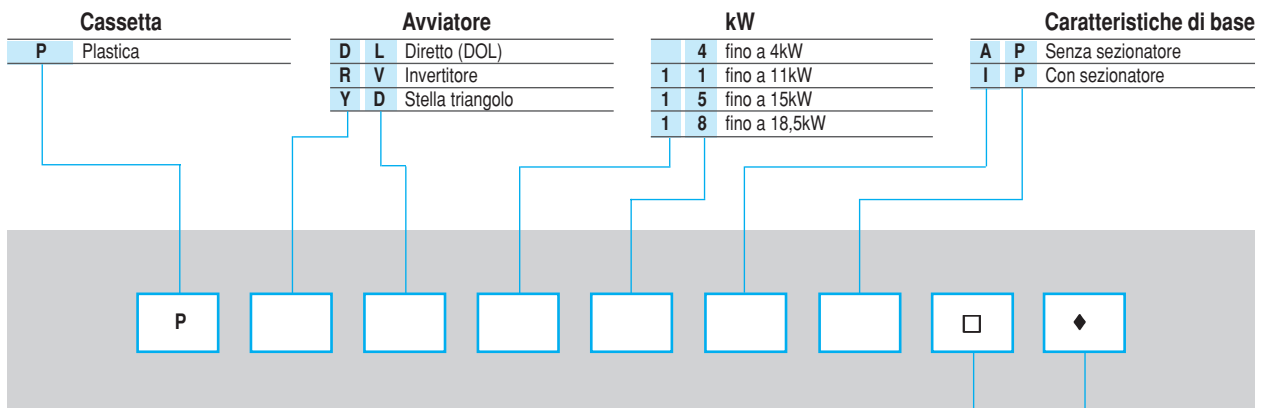 Cassetta Avviatore kW Caratteristiche di base
P Plastica D L Diretto (DOL) 4 fino a 4kW A P Senza sezionatore
R V Invertitore 1 1 fino a 11kW I P Con sezionatore
Y D Stella triangolo 1 5 fino a 15kW
1 8 fino a 18,5kW
P □ ♦